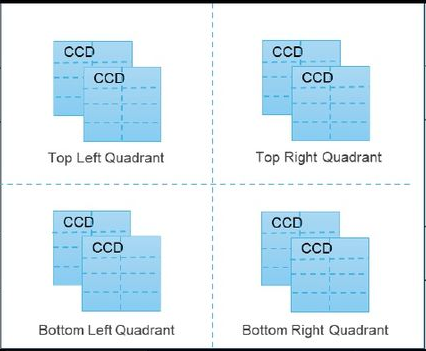 CCD
CCD
Top Left Quadrant
CCD
CCD
Top Right Quadrant
CCD
CCD
Bottom Left Quadrant
CCD
CCD
Bottom Right Quadrant